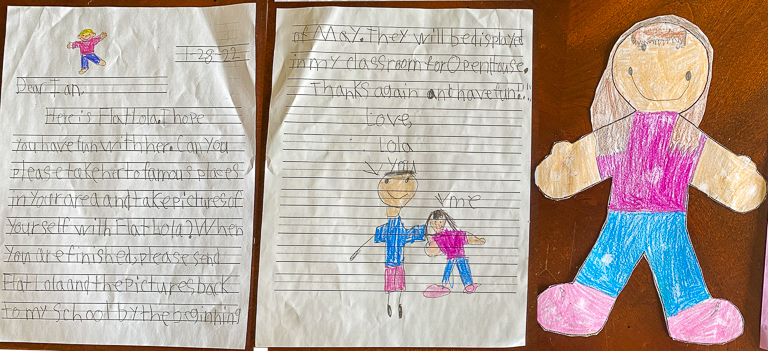 1-28-22
Dear Ian,
Here is Flat Lola. I hope
you have fun with her. Can you
please take her to famous places
in your area and take pictures of
yourself with Flat Lola? When
you are finished, please send
Flat Lola and the pictures back
to my school by the beginning
of May. They will be displayed
in my classroom for Open House.
Thanks again and have fun!!!
Love,
Lola
You
me